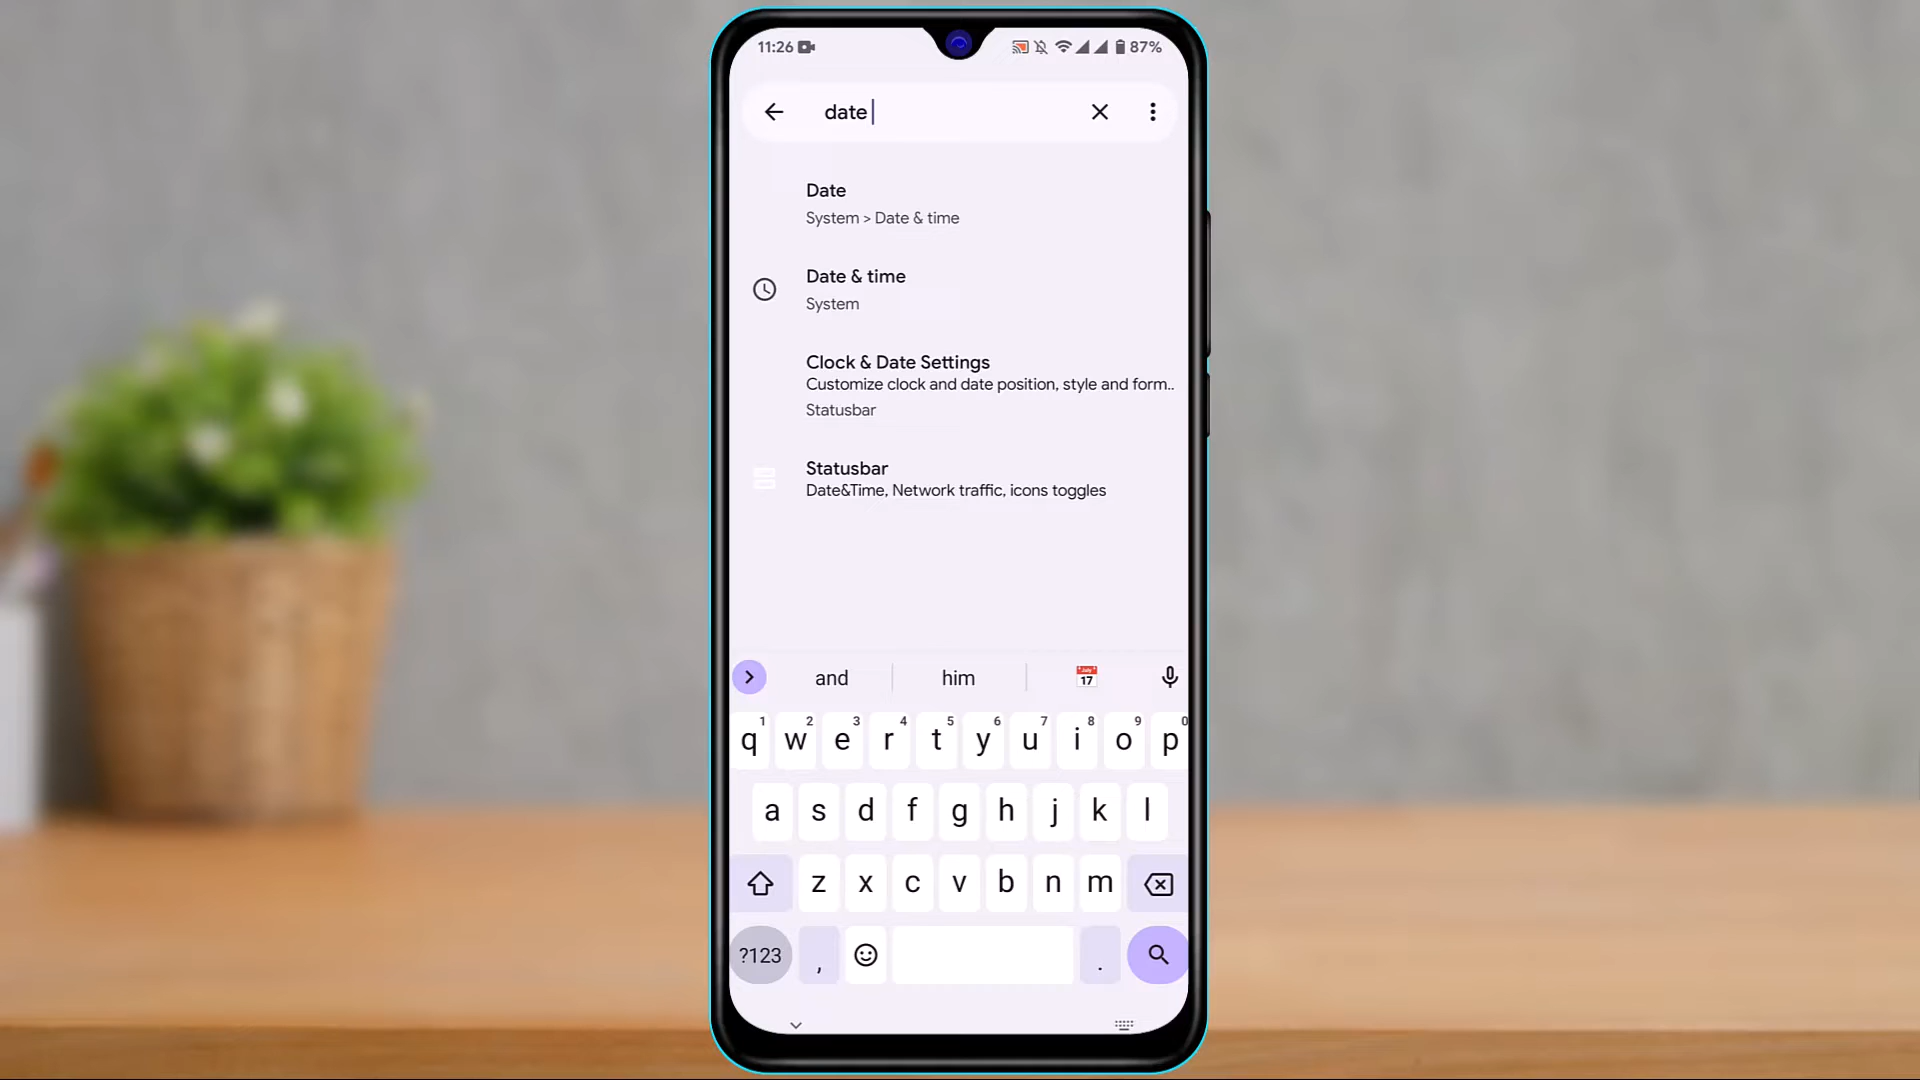 11:26 87%
date
Date
System > Date & time
Date & time
System
Clock & Date Settings
Customize clock and date position, style and form..
Statusbar
Statusbar
Date&Time, Network traffic, icons toggles
and him July 17
1 2 3 4 5 6 7 8 9 0
q w e r t y u i o p
a s d f g h j k l
z x c v b n m
?123 , .